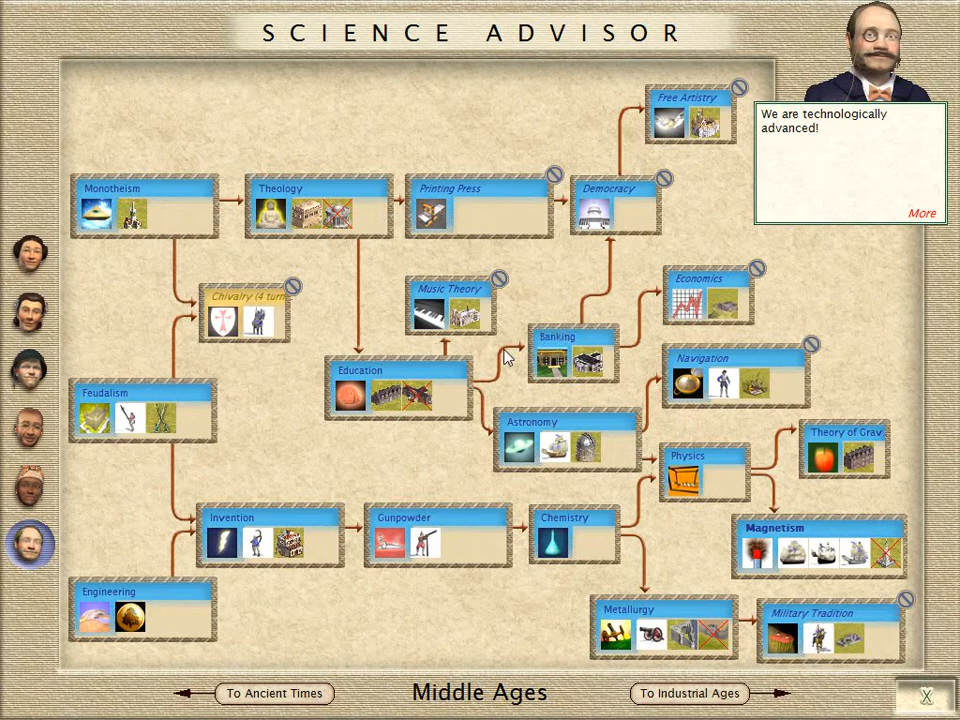 SCIENCE ADVISOR
Free Artistry
We are technologically
advanced!
More
Monotheism
Theology
Printing Press
Democracy
Chivalry (4 turn
Music Theory
Economics
Banking
Navigation
Education
Feudalism
Astronomy
Theory of Grav
Physics
Invention
Gunpowder
Chemistry
Magnetism
Engineering
Metallurgy
Military Tradition
To Ancient Times
Middle Ages
To Industrial Ages
X